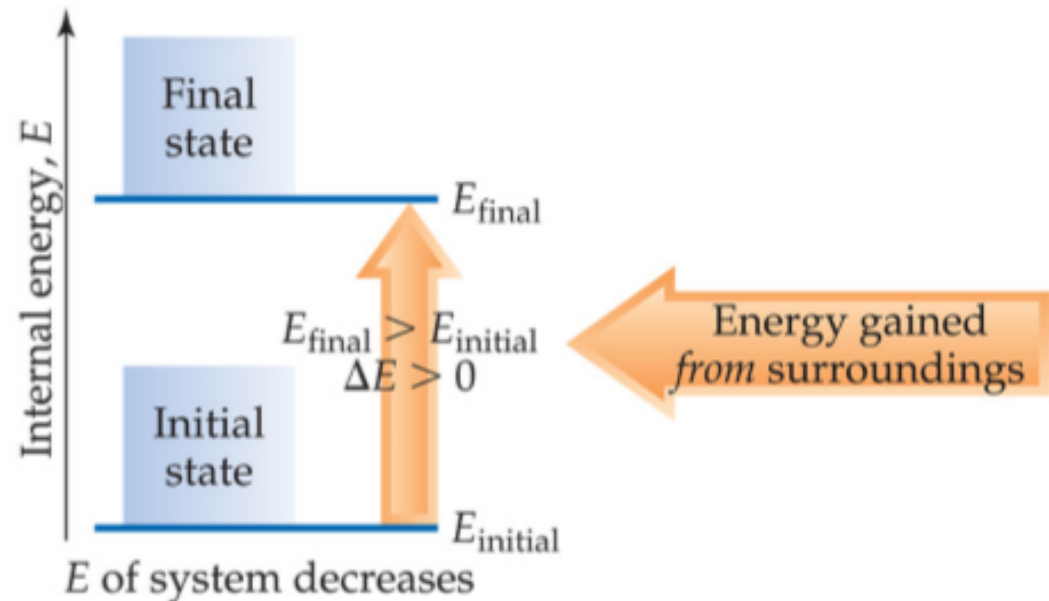 Internal energy, E
Final
state
E_final
E_final > E_initial
ΔE > 0
Energy gained
from surroundings
Initial
state
E_initial
E of system decreases